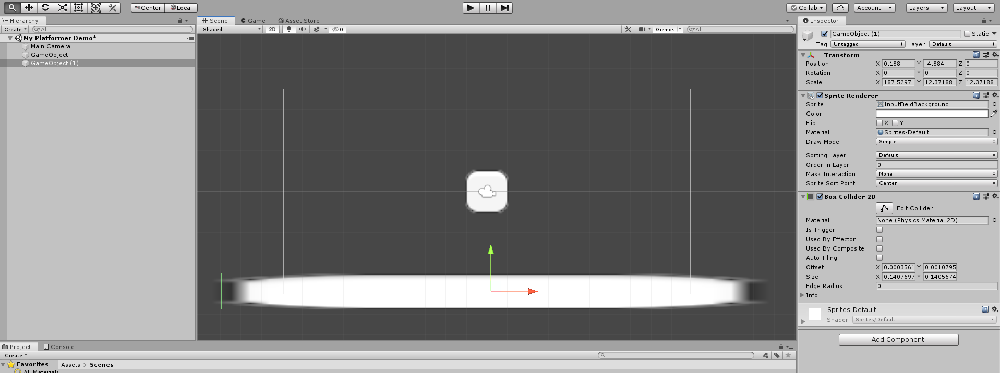 Center Local Collab Account Layers Layout
Hierarchy
Create All
My Platformer Demo*
Main Camera
GameObject
GameObject (1)
Scene Game Asset Store
Shaded 2D 0 Gizmos All
Inspector
GameObject (1) Static
Tag Untagged Layer Default
Transform
Position X 0.188 Y -4.884 Z 0
Rotation X 0 Y 0 Z 0
Scale X 187.5297 Y 12.37188 Z 12.37188
Sprite Renderer
Sprite InputFieldBackground
Color
Flip X Y
Material Sprites-Default
Draw Mode Simple
Sorting Layer Default
Order in Layer 0
Mask Interaction None
Sprite Sort Point Center
Box Collider 2D
Edit Collider
Material None (Physics Material 2D)
Is Trigger
Used By Effector
Used By Composite
Auto Tiling
Offset X 0.0003561 Y 0.0010795
Size X 0.1407697 Y 0.1405674
Edge Radius 0
Info
Sprites-Default
Shader Sprites/Default
Add Component
Project Console
Create
Favorites
All Materials
Assets > Scenes